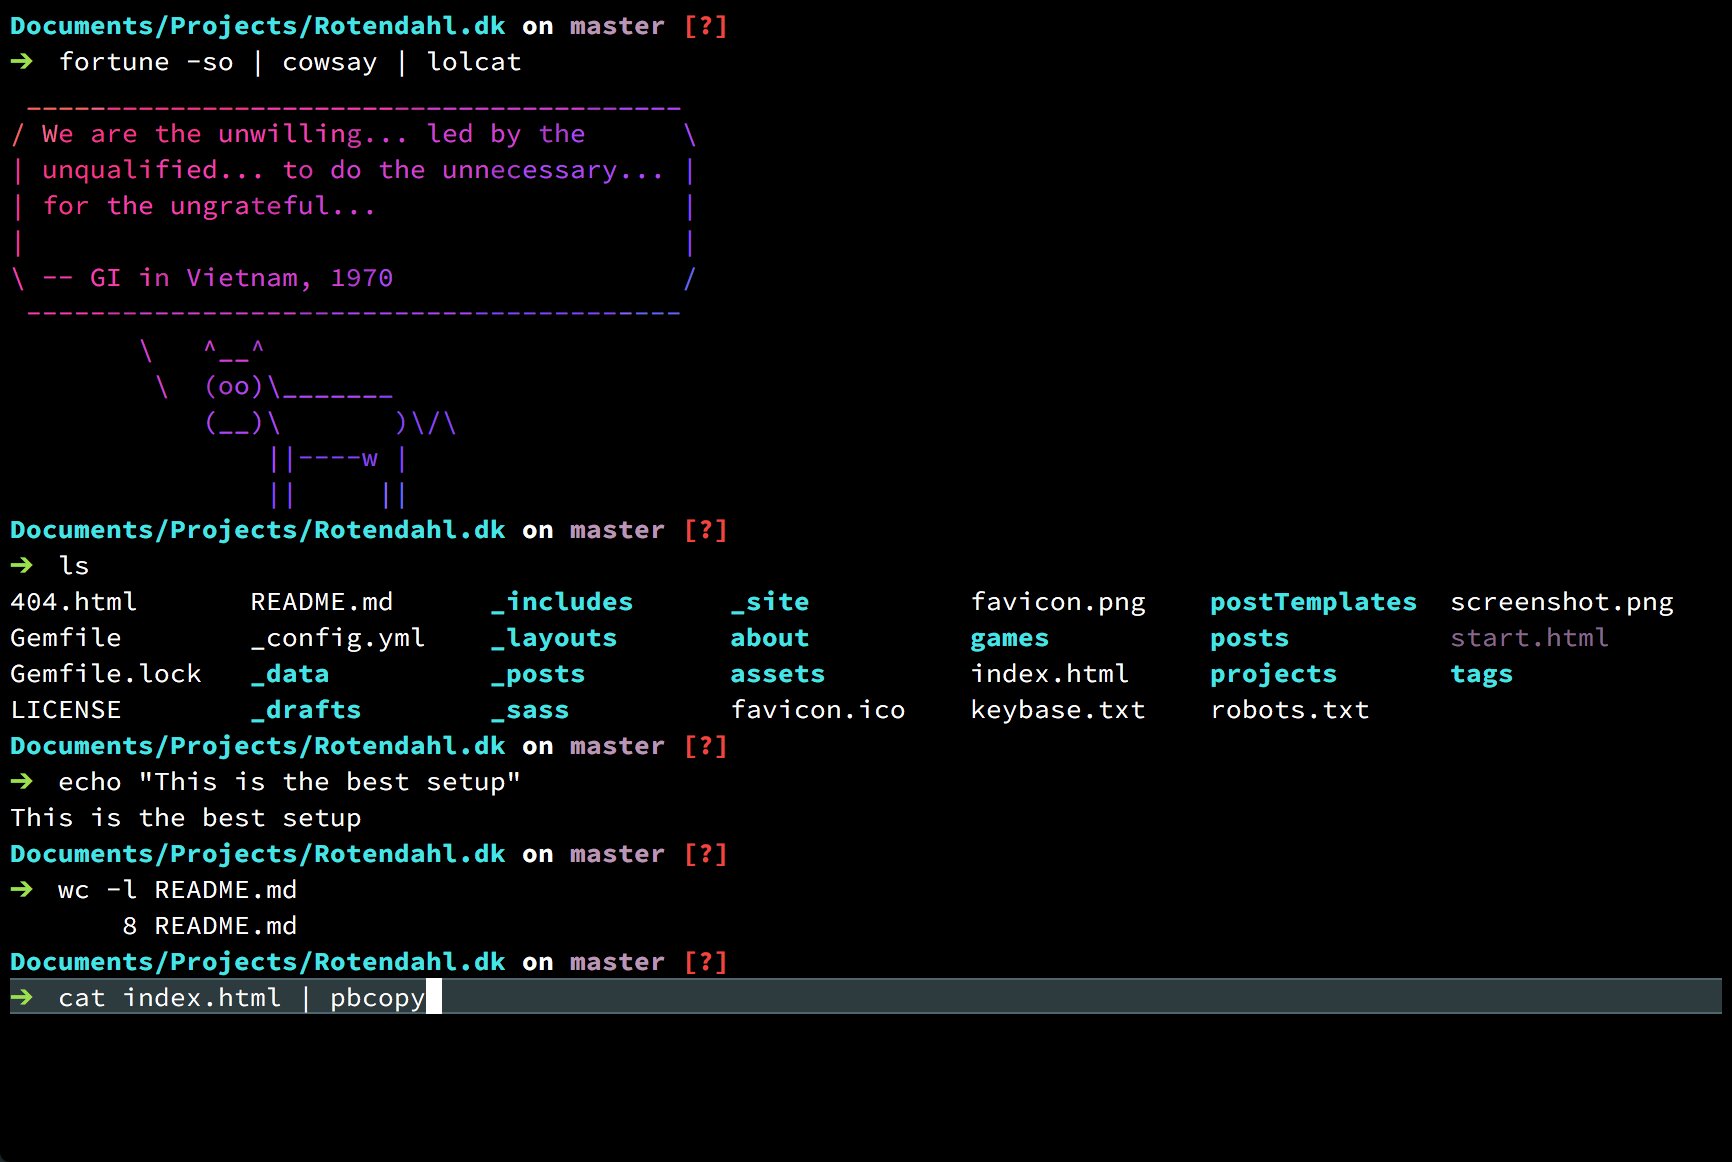 Documents/Projects/Rotendahl.dk on master [?]
➔  fortune -so | cowsay | lolcat
 _________________________________________
/ We are the unwilling... led by the      \
| unqualified... to do the unnecessary... |
| for the ungrateful...                   |
|                                         |
\ -- GI in Vietnam, 1970                  /
 -----------------------------------------
        \   ^__^
         \  (oo)\_______
            (__)\       )\/\
                ||----w |
                ||     ||
Documents/Projects/Rotendahl.dk on master [?]
➔  ls
404.html       README.md      _includes      _site          favicon.png    postTemplates  screenshot.png
Gemfile        _config.yml    _layouts       about          games          posts          start.html
Gemfile.lock   _data          _posts         assets         index.html     projects       tags
LICENSE        _drafts        _sass          favicon.ico    keybase.txt    robots.txt
Documents/Projects/Rotendahl.dk on master [?]
➔  echo "This is the best setup"
This is the best setup
Documents/Projects/Rotendahl.dk on master [?]
➔  wc -l README.md
       8 README.md
Documents/Projects/Rotendahl.dk on master [?]
➔  cat index.html | pbcopy